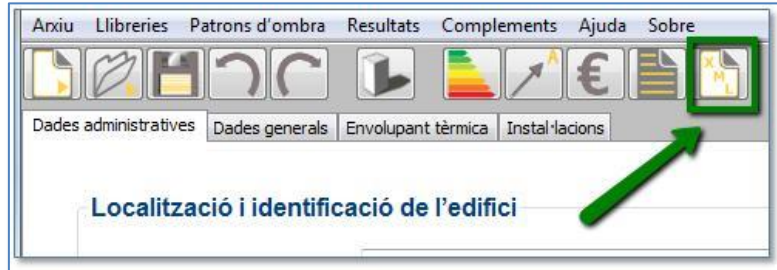 Arxiu Llibreries Patrons d'ombra Resultats Complements Ajuda Sobre
A € X M L
Dades administratives Dades generals Envolupant tèrmica Instal·lacions
Localització i identificació de l'edifici